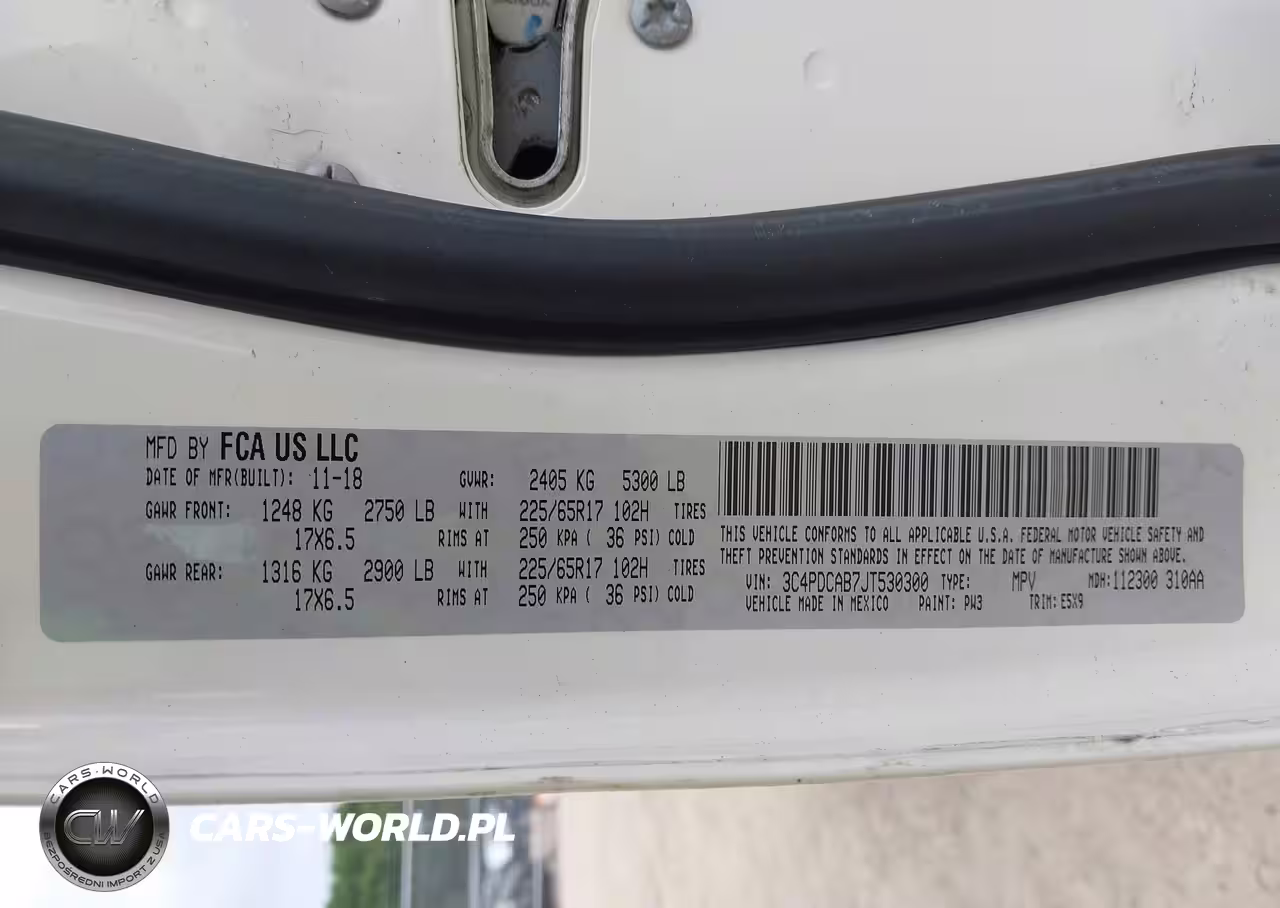 MFD BY FCA US LLC
DATE OF MFR(BUILT): 11-18 GVWR: 2405 KG 5300 LB
GAWR FRONT: 1248 KG 2750 LB WITH 225/65R17 102H TIRES
17X6.5 RIMS AT 250 KPA ( 36 PSI) COLD
GAWR REAR: 1316 KG 2900 LB WITH 225/65R17 102H TIRES
17X6.5 RIMS AT 250 KPA ( 36 PSI) COLD
THIS VEHICLE CONFORMS TO ALL APPLICABLE U.S.A. FEDERAL MOTOR VEHICLE SAFETY AND
THEFT PREVENTION STANDARDS IN EFFECT ON THE DATE OF MANUFACTURE SHOWN ABOVE.
VIN: 3C4PDCAB7JT530300 TYPE: MPV MDH: 112300 310AA
VEHICLE MADE IN MEXICO PAINT: PW3 TRIM: E5X9
CARS-WORLD
CW
BEZPOŚREDNI IMPORT Z USA
CARS-WORLD.PL